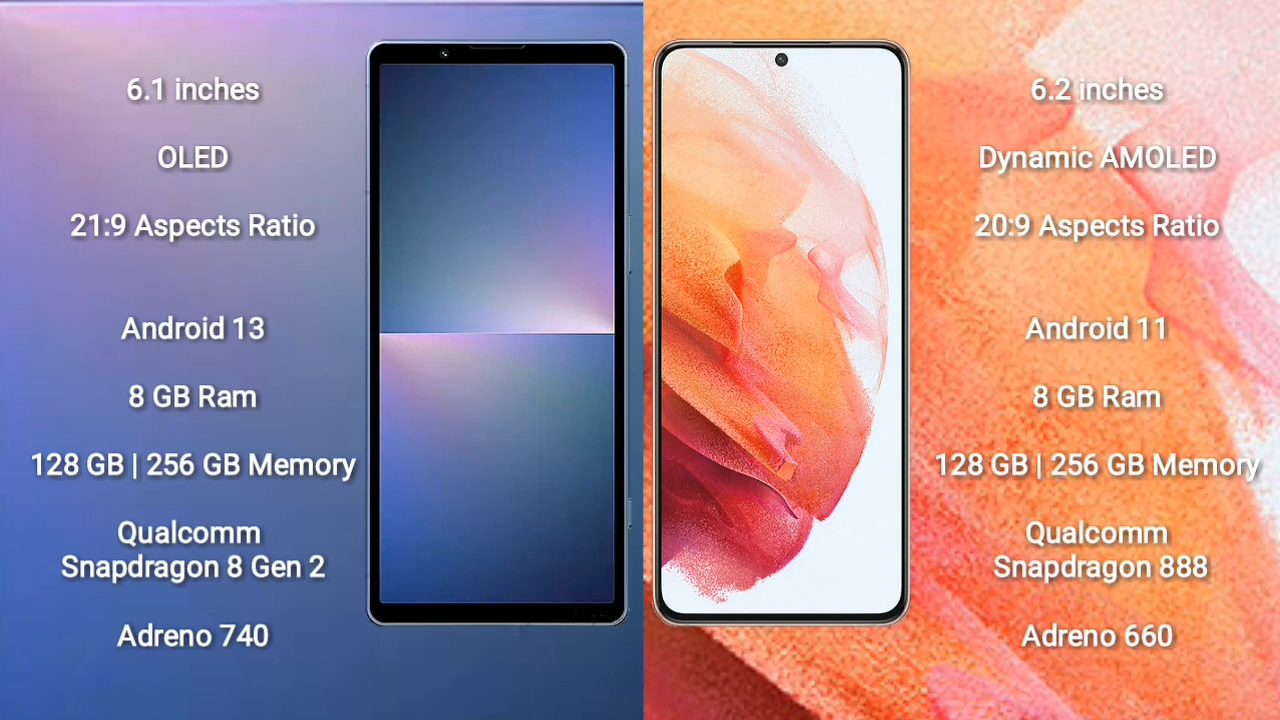 6.1 inches
OLED
21:9 Aspects Ratio
Android 13
8 GB Ram
128 GB | 256 GB Memory
Qualcomm
Snapdragon 8 Gen 2
Adreno 740
6.2 inches
Dynamic AMOLED
20:9 Aspects Ratio
Android 11
8 GB Ram
128 GB | 256 GB Memory
Qualcomm
Snapdragon 888
Adreno 660